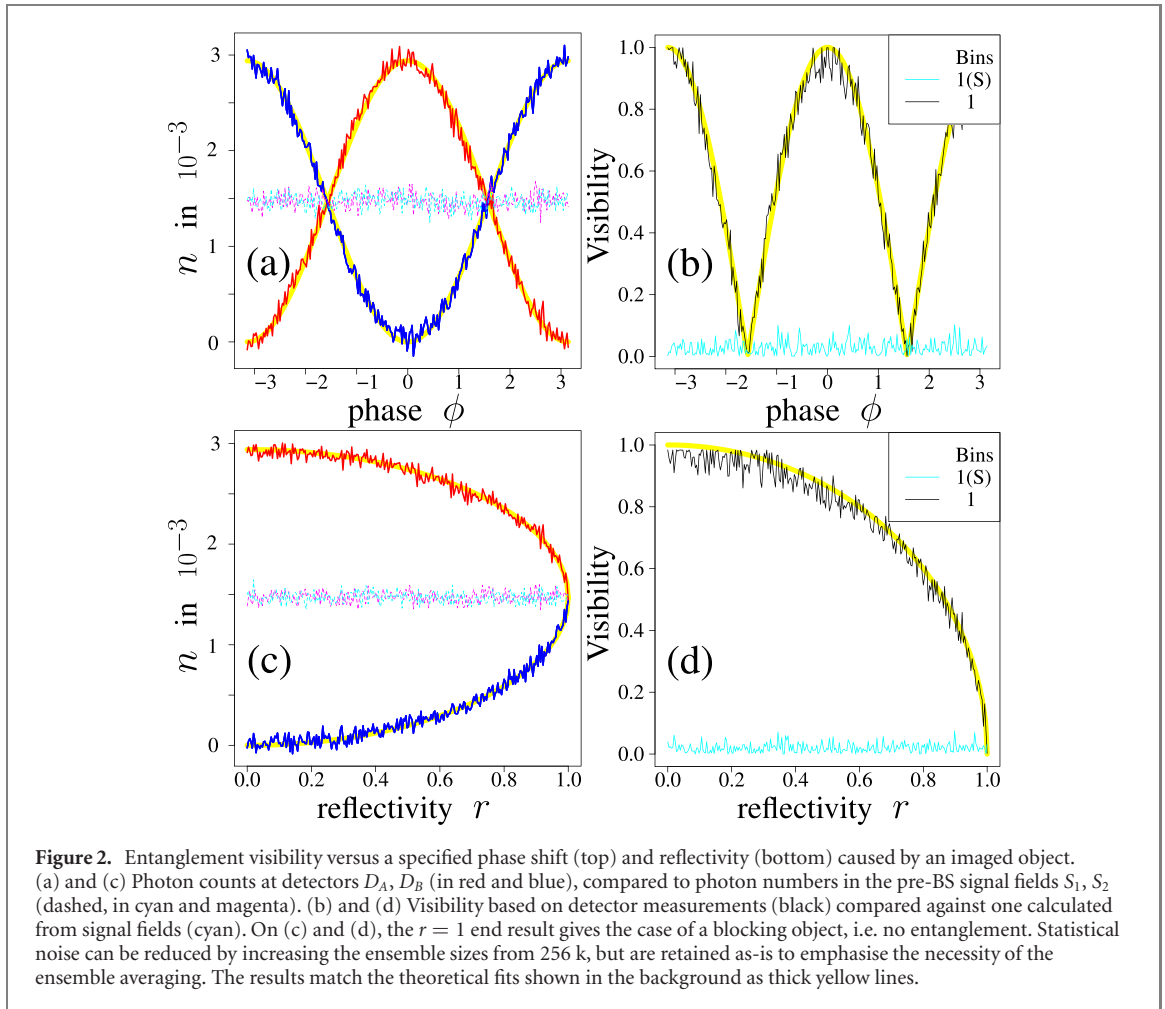 3
2
1
0
n in 10⁻³
(a)
−3 −2 −1 0 1 2 3
phase ϕ
1.0
0.8
0.6
0.4
0.2
0.0
Visibility
(b)
Bins
1(S)
1
−3 −2 −1 0 1 2 3
phase ϕ
3
2
1
0
n in 10⁻³
(c)
0.0 0.2 0.4 0.6 0.8 1.0
reflectivity r
1.0
0.8
0.6
0.4
0.2
0.0
Visibility
(d)
Bins
1(S)
1
0.0 0.2 0.4 0.6 0.8 1.0
reflectivity r
Figure 2. Entanglement visibility versus a specified phase shift (top) and reflectivity (bottom) caused by an imaged object.
(a) and (c) Photon counts at detectors D_A, D_B (in red and blue), compared to photon numbers in the pre-BS signal fields S₁, S₂
(dashed, in cyan and magenta). (b) and (d) Visibility based on detector measurements (black) compared against one calculated
from signal fields (cyan). On (c) and (d), the r = 1 end result gives the case of a blocking object, i.e. no entanglement. Statistical
noise can be reduced by increasing the ensemble sizes from 256 k, but are retained as-is to emphasise the necessity of the
ensemble averaging. The results match the theoretical fits shown in the background as thick yellow lines.